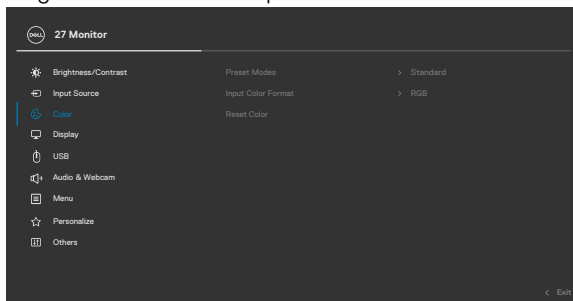 DELL 27 Monitor
Brightness/Contrast Preset Modes > Standard
Input Source Input Color Format > RGB
Color Reset Color
Display
USB
Audio & Webcam
Menu
Personalize
Others
< Exit